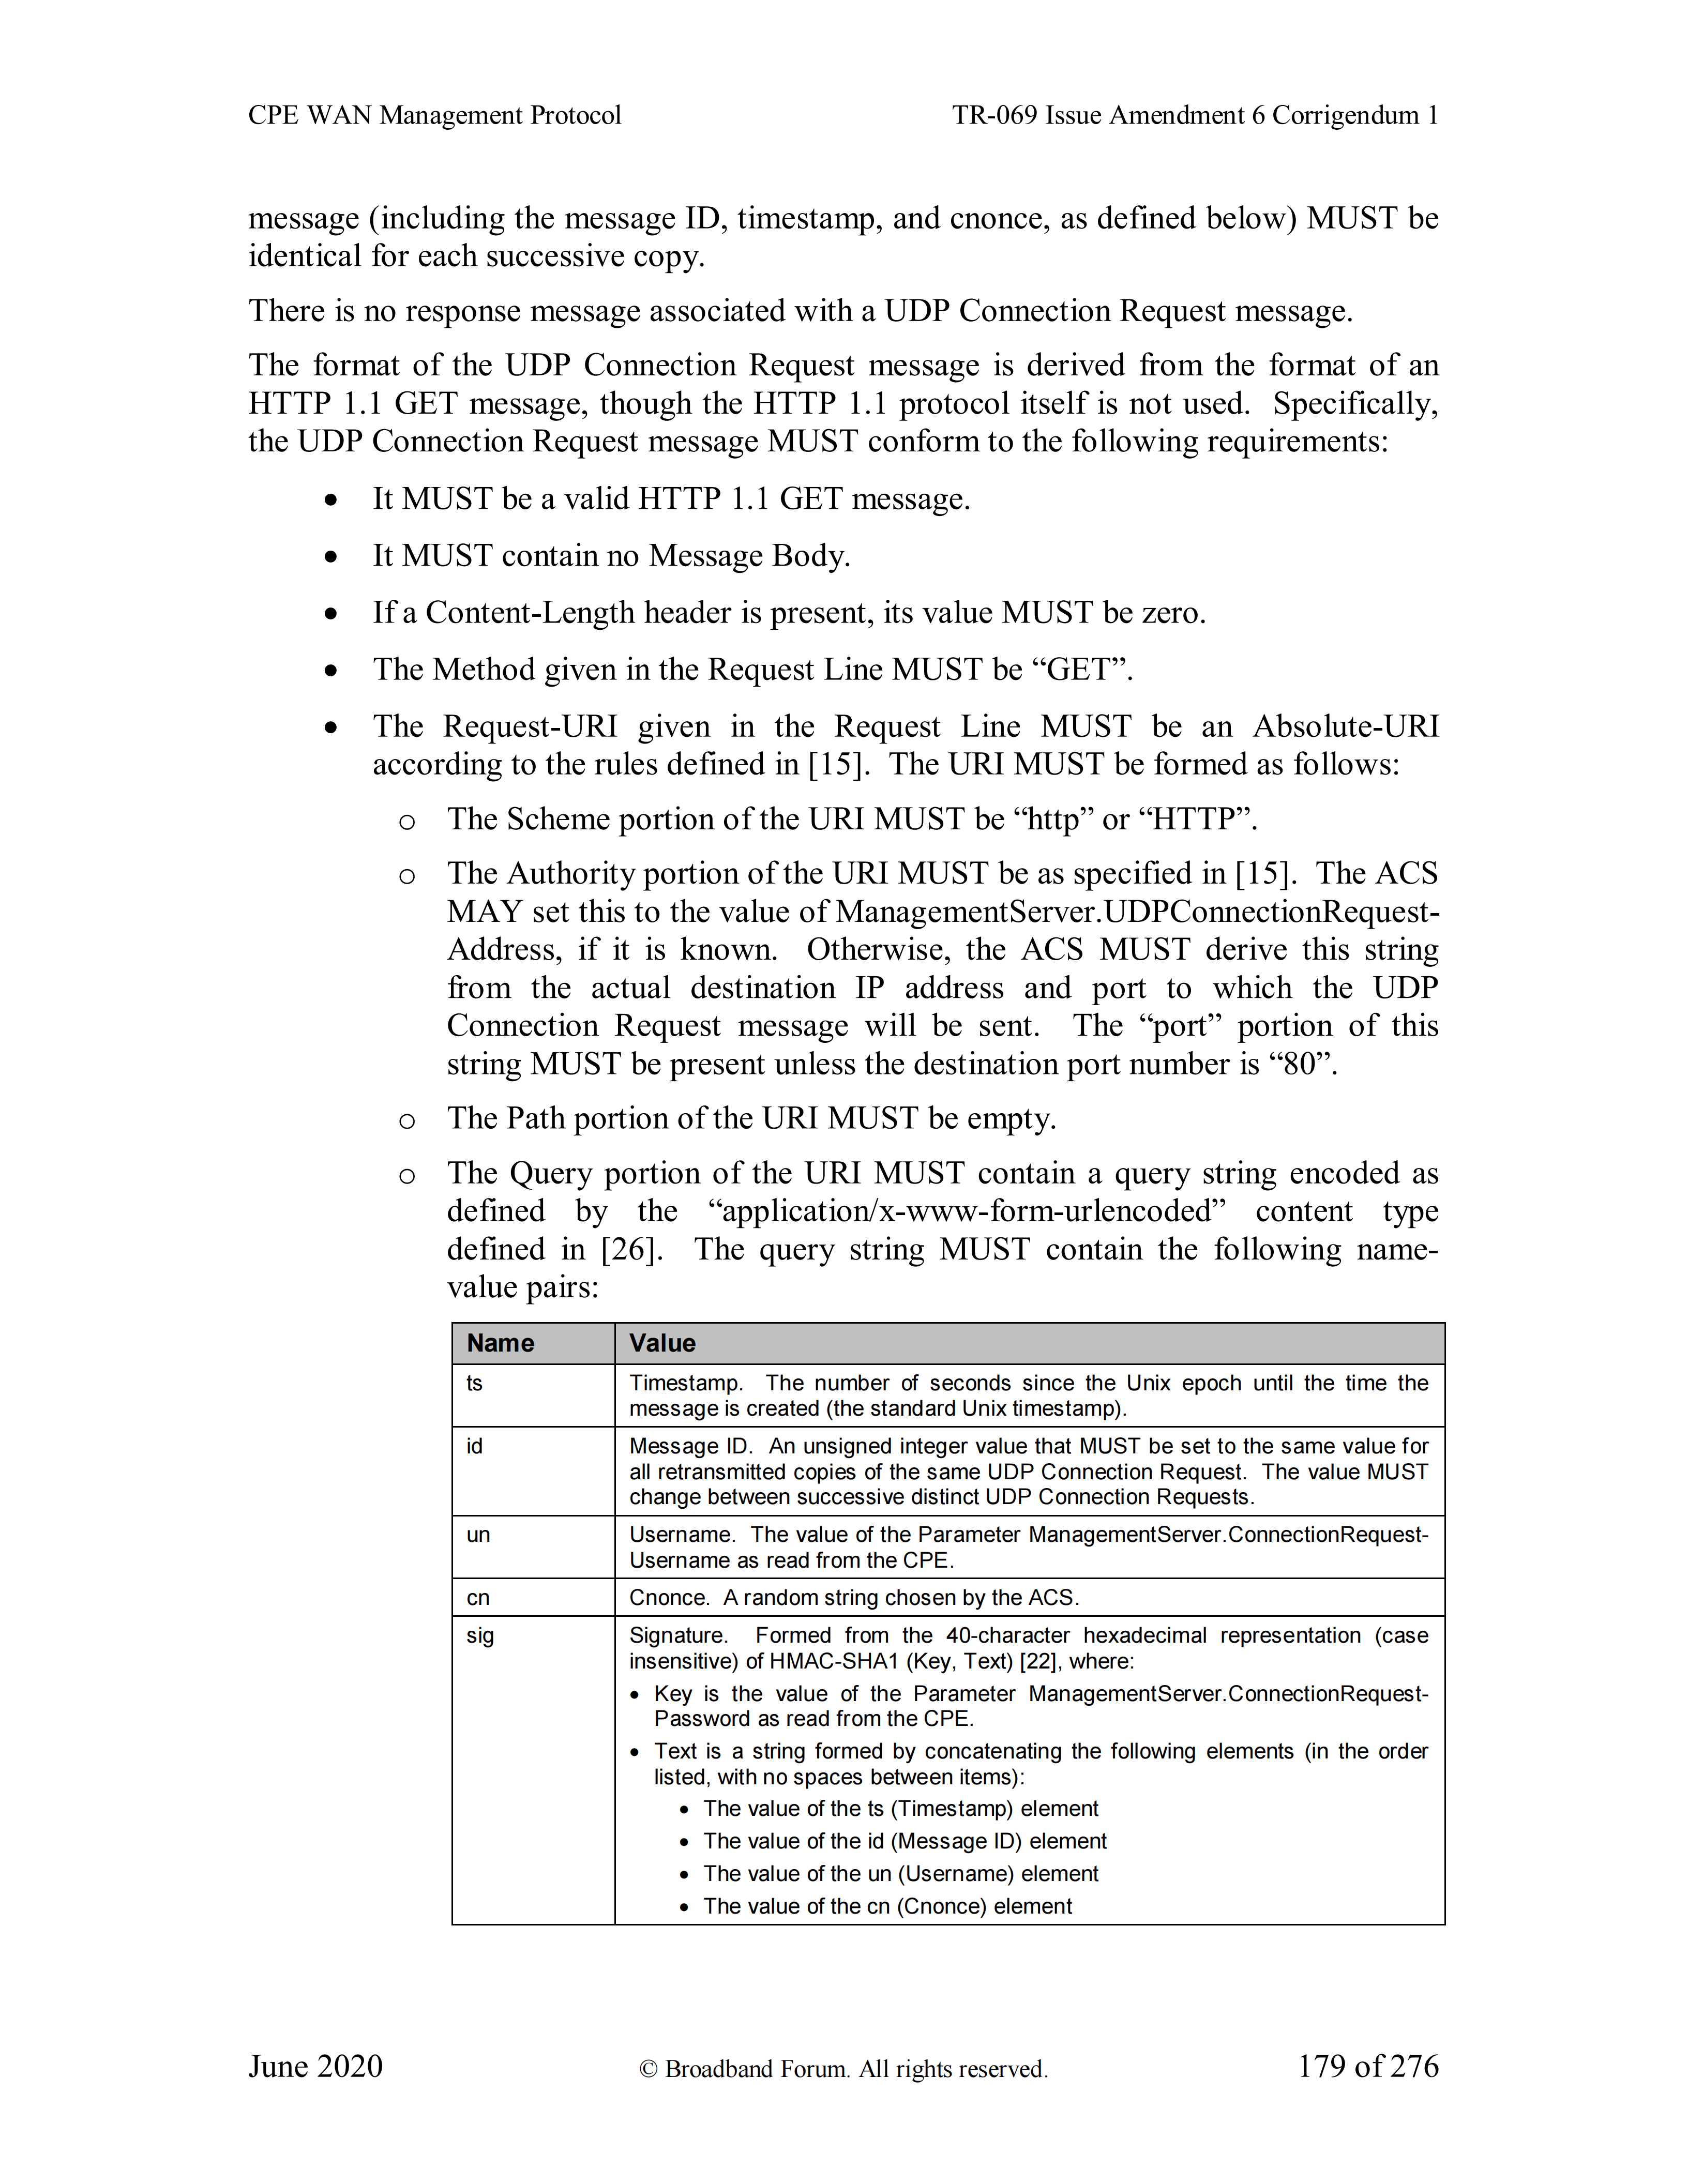 CPE WAN Management Protocol
TR-069 Issue Amendment 6 Corrigendum 1
message (including the message ID, timestamp, and cnonce, as defined below) MUST be
identical for each successive copy.
There is no response message associated with a UDP Connection Request message.
The format of the UDP Connection Request message is derived from the format of an
HTTP 1.1 GET message, though the HTTP 1.1 protocol itself is not used. Specifically,
the UDP Connection Request message MUST conform to the following requirements:
• It MUST be a valid HTTP 1.1 GET message.
• It MUST contain no Message Body.
• If a Content-Length header is present, its value MUST be zero.
• The Method given in the Request Line MUST be “GET”.
• The Request-URI given in the Request Line MUST be an Absolute-URI
according to the rules defined in [15]. The URI MUST be formed as follows:
o The Scheme portion of the URI MUST be “http” or “HTTP”.
o The Authority portion of the URI MUST be as specified in [15]. The ACS
MAY set this to the value of ManagementServer.UDPConnectionRequest-
Address, if it is known. Otherwise, the ACS MUST derive this string
from the actual destination IP address and port to which the UDP
Connection Request message will be sent. The “port” portion of this
string MUST be present unless the destination port number is “80”.
o The Path portion of the URI MUST be empty.
o The Query portion of the URI MUST contain a query string encoded as
defined by the “application/x-www-form-urlencoded” content type
defined in [26]. The query string MUST contain the following name-
value pairs:
Name Value
ts Timestamp. The number of seconds since the Unix epoch until the time the
message is created (the standard Unix timestamp).
id Message ID. An unsigned integer value that MUST be set to the same value for
all retransmitted copies of the same UDP Connection Request. The value MUST
change between successive distinct UDP Connection Requests.
un Username. The value of the Parameter ManagementServer.ConnectionRequest-
Username as read from the CPE.
cn Cnonce. A random string chosen by the ACS.
sig Signature. Formed from the 40-character hexadecimal representation (case
insensitive) of HMAC-SHA1 (Key, Text) [22], where:
• Key is the value of the Parameter ManagementServer.ConnectionRequest-
Password as read from the CPE.
• Text is a string formed by concatenating the following elements (in the order
listed, with no spaces between items):
• The value of the ts (Timestamp) element
• The value of the id (Message ID) element
• The value of the un (Username) element
• The value of the cn (Cnonce) element
June 2020
© Broadband Forum. All rights reserved.
179 of 276